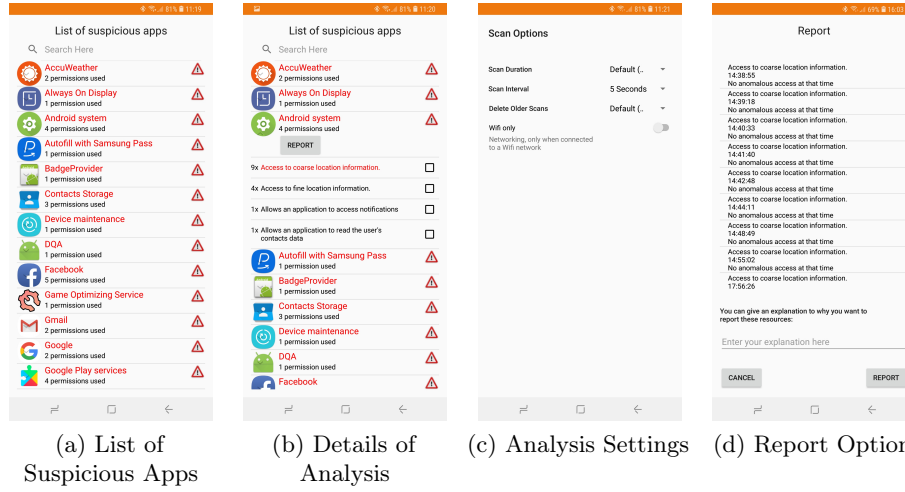 81% 11:19
List of suspicious apps
Search Here
AccuWeather
2 permissions used
Always On Display
1 permission used
Android system
4 permissions used
Autofill with Samsung Pass
1 permission used
BadgeProvider
1 permission used
Contacts Storage
3 permissions used
Device maintenance
1 permission used
DQA
1 permission used
Facebook
5 permissions used
Game Optimizing Service
1 permission used
Gmail
2 permissions used
Google
2 permissions used
Google Play services
4 permissions used
(a) List of
Suspicious Apps
81% 11:20
List of suspicious apps
Search Here
AccuWeather
2 permissions used
Always On Display
1 permission used
Android system
4 permissions used
REPORT
9x Access to coarse location information.
4x Access to fine location information.
1x Allows an application to access notifications
1x Allows an application to read the user's
contacts data
Autofill with Samsung Pass
1 permission used
BadgeProvider
1 permission used
Contacts Storage
3 permissions used
Device maintenance
1 permission used
DQA
1 permission used
Facebook
(b) Details of
Analysis
81% 11:21
Scan Options
Scan Duration Default (..
Scan Interval 5 Seconds
Delete Older Scans Default (..
Wifi only
Networking, only when connected
to a Wifi network
(c) Analysis Settings
69% 16:03
Report
Access to coarse location information.
14:38:55
No anomalous access at that time
Access to coarse location information.
14:39:18
No anomalous access at that time
Access to coarse location information.
14:40:33
No anomalous access at that time
Access to coarse location information.
14:41:40
No anomalous access at that time
Access to coarse location information.
14:42:48
No anomalous access at that time
Access to coarse location information.
14:44:11
No anomalous access at that time
Access to coarse location information.
14:48:49
No anomalous access at that time
Access to coarse location information.
14:55:02
No anomalous access at that time
Access to coarse location information.
17:56:26
You can give an explanation to why you want to
report these resources:
Enter your explanation here
CANCEL REPORT
(d) Report Option